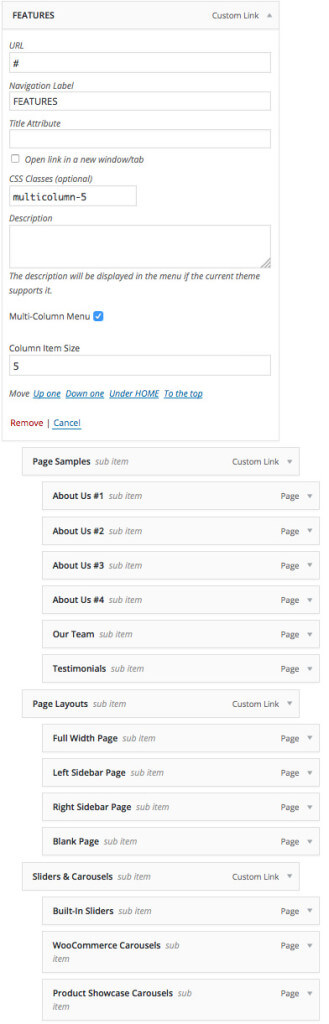 FEATURES Custom Link
URL
#
Navigation Label
FEATURES
Title Attribute
Open link in a new window/tab
CSS Classes (optional)
multicolumn-5
Description
The description will be displayed in the menu if the current theme
supports it.
Multi-Column Menu
Column Item Size
5
Move Up one Down one Under HOME To the top
Remove | Cancel
Page Samples sub item Custom Link
About Us #1 sub item Page
About Us #2 sub item Page
About Us #3 sub item Page
About Us #4 sub item Page
Our Team sub item Page
Testimonials sub item Page
Page Layouts sub item Custom Link
Full Width Page sub item Page
Left Sidebar Page sub item Page
Right Sidebar Page sub item Page
Blank Page sub item Page
Sliders & Carousels sub item Custom Link
Built-In Sliders sub item Page
WooCommerce Carousels sub Page
item
Product Showcase Carousels sub Page
item